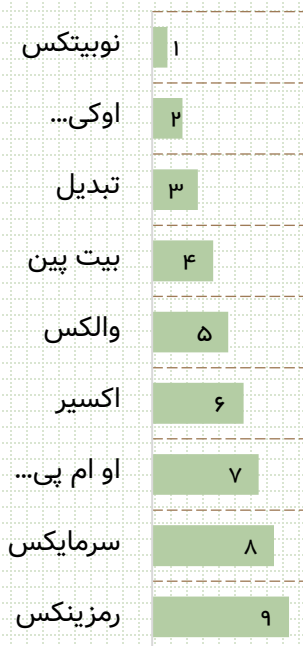 نوبیتکس ۱
اوکی... ۲
تبدیل ۳
بیت پین ۴
والکس ۵
اکسیر ۶
او ام پی... ۷
سرمایکس ۸
رمزینکس ۹